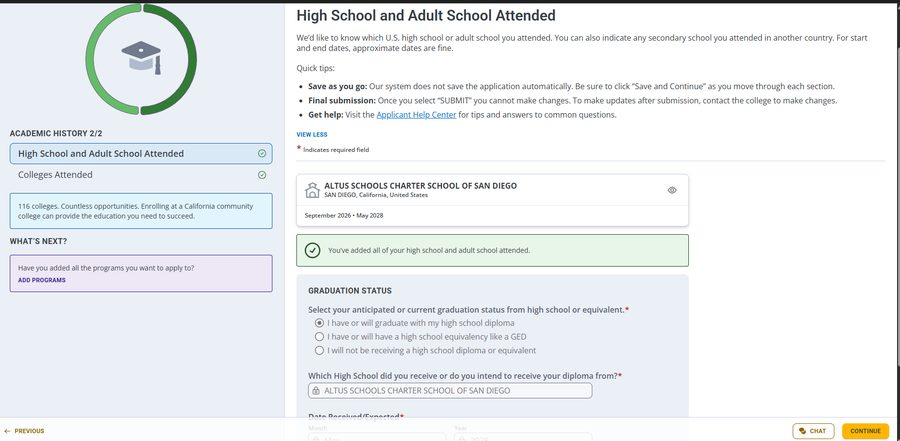 High School and Adult School Attended
We'd like to know which U.S. high school or adult school you attended. You can also indicate any secondary school you attended in another country. For start
and end dates, approximate dates are fine.
Quick tips:
• Save as you go: Our system does not save the application automatically. Be sure to click "Save and Continue" as you move through each section.
• Final submission: Once you select "SUBMIT" you cannot make changes. To make updates after submission, contact the college to make changes.
• Get help: Visit the Applicant Help Center for tips and answers to common questions.
VIEW LESS
* Indicates required field
ACADEMIC HISTORY 2/2
High School and Adult School Attended
Colleges Attended
116 colleges. Countless opportunities. Enrolling at a California community
college can provide the education you need to succeed.
WHAT'S NEXT?
Have you added all the programs you want to apply to?
ADD PROGRAMS
ALTUS SCHOOLS CHARTER SCHOOL OF SAN DIEGO
SAN DIEGO, California, United States
September 2026 • May 2028
You've added all of your high school and adult school attended.
GRADUATION STATUS
Select your anticipated or current graduation status from high school or equivalent.*
I have or will graduate with my high school diploma
I have or will have a high school equivalency like a GED
I will not be receiving a high school diploma or equivalent
Which High School did you receive or do you intend to receive your diploma from?*
ALTUS SCHOOLS CHARTER SCHOOL OF SAN DIEGO
Date Received/Expected*
Month
Year
May
2028
PREVIOUS
CHAT
CONTINUE